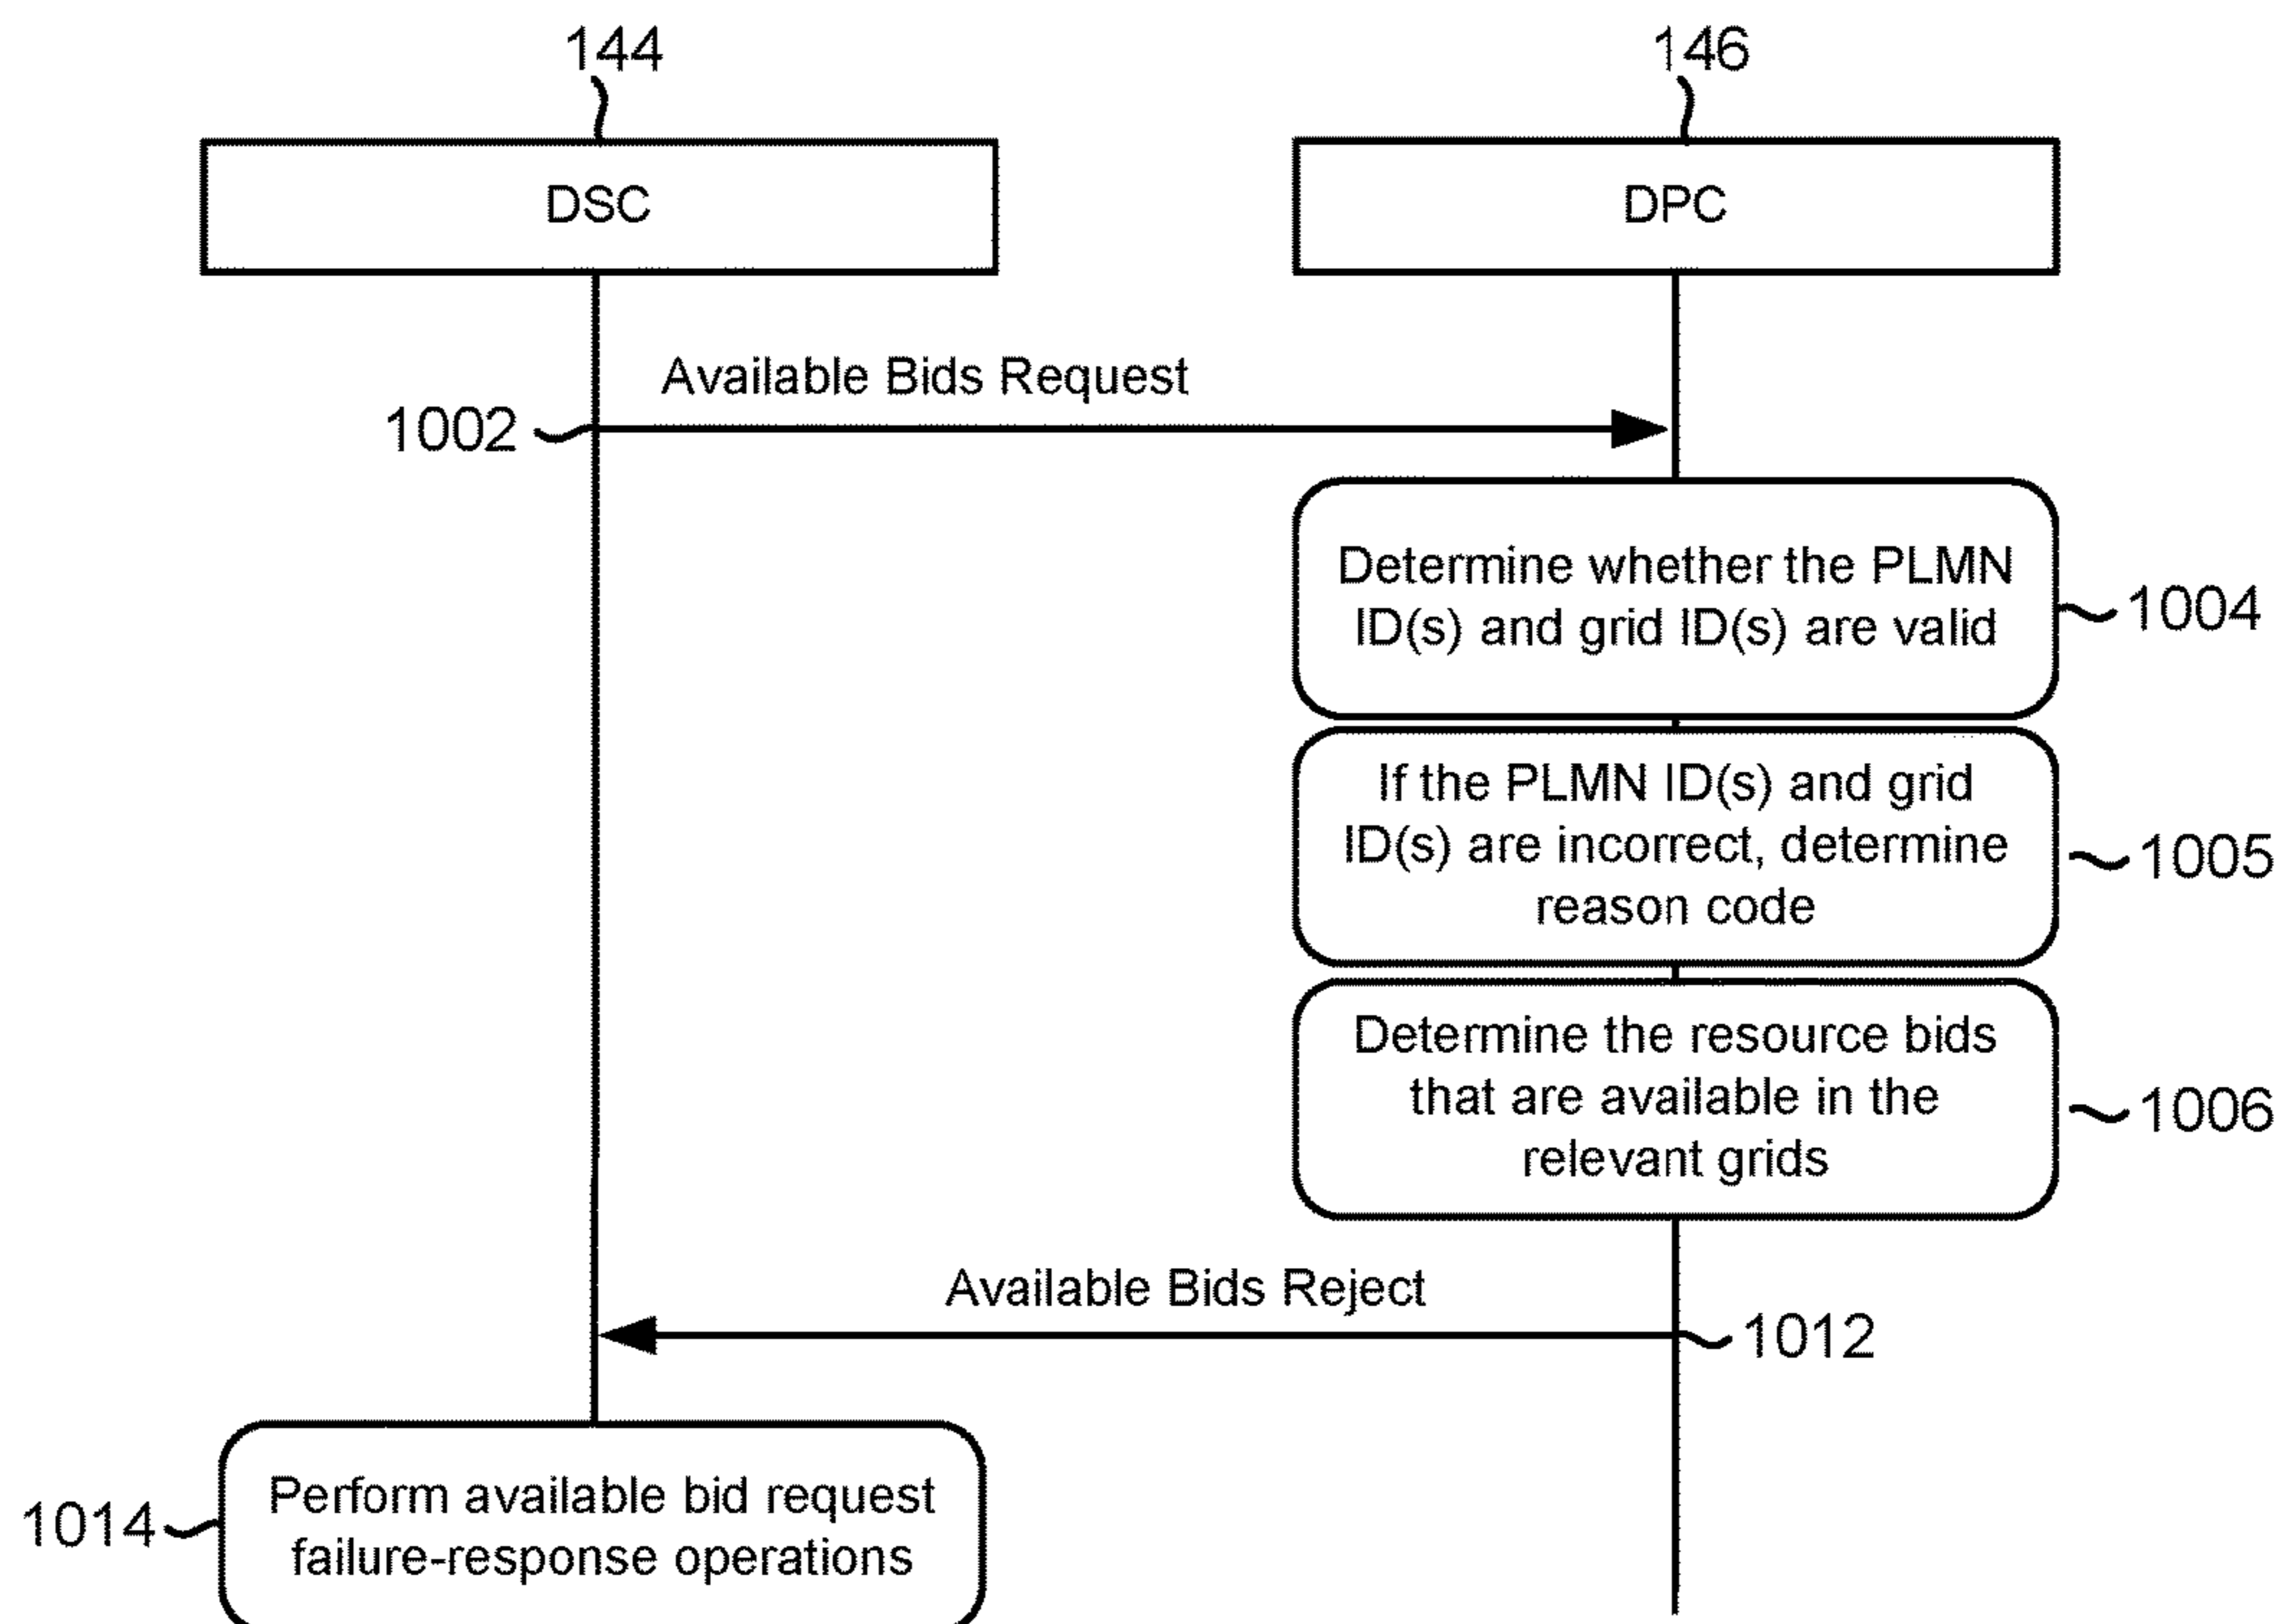 144
146
DSC
DPC
Available Bids Request
1002
Determine whether the PLMN
ID(s) and grid ID(s) are valid
1004
If the PLMN ID(s) and grid
ID(s) are incorrect, determine
reason code
1005
Determine the resource bids
that are available in the
relevant grids
1006
Available Bids Reject
1012
Perform available bid request
failure-response operations
1014